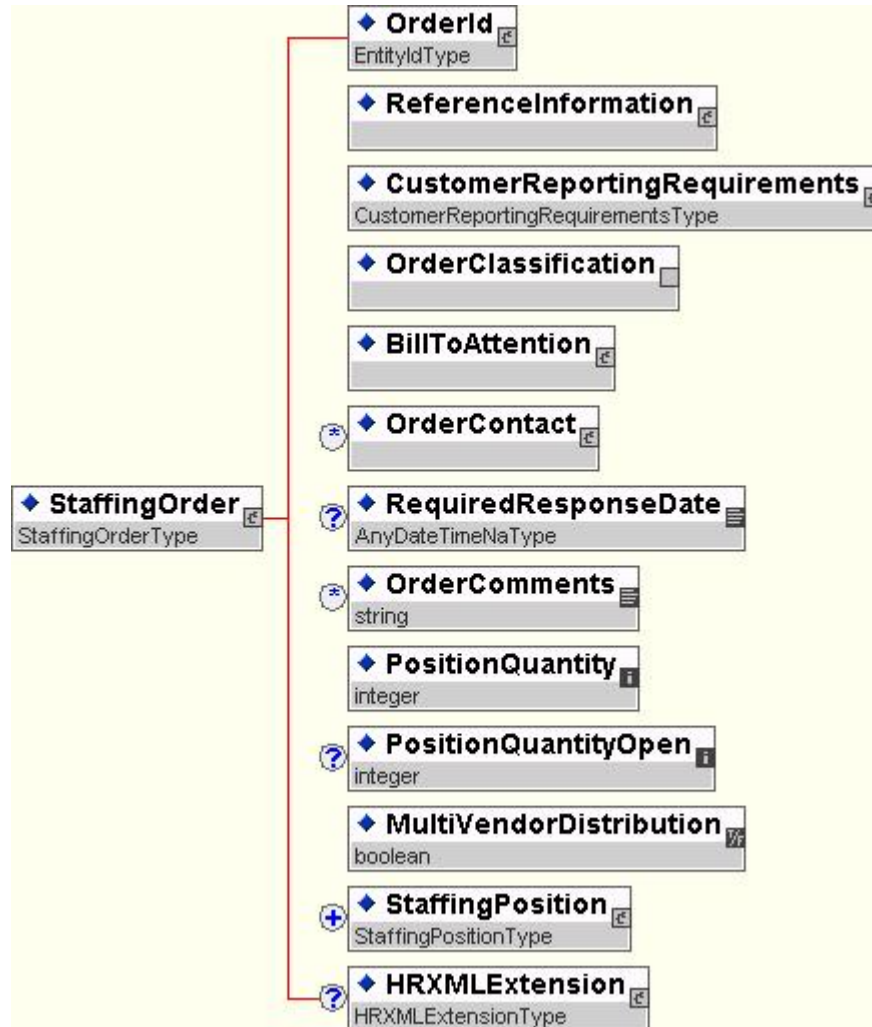 OrderId
EntityIdType
ReferenceInformation
CustomerReportingRequirements
CustomerReportingRequirementsType
OrderClassification
BillToAttention
* OrderContact
StaffingOrder
StaffingOrderType
? RequiredResponseDate
AnyDateTimeNaType
* OrderComments
string
PositionQuantity
integer
? PositionQuantityOpen
integer
MultiVendorDistribution
boolean
+ StaffingPosition
StaffingPositionType
? HRXMLExtension
HRXMLExtensionType